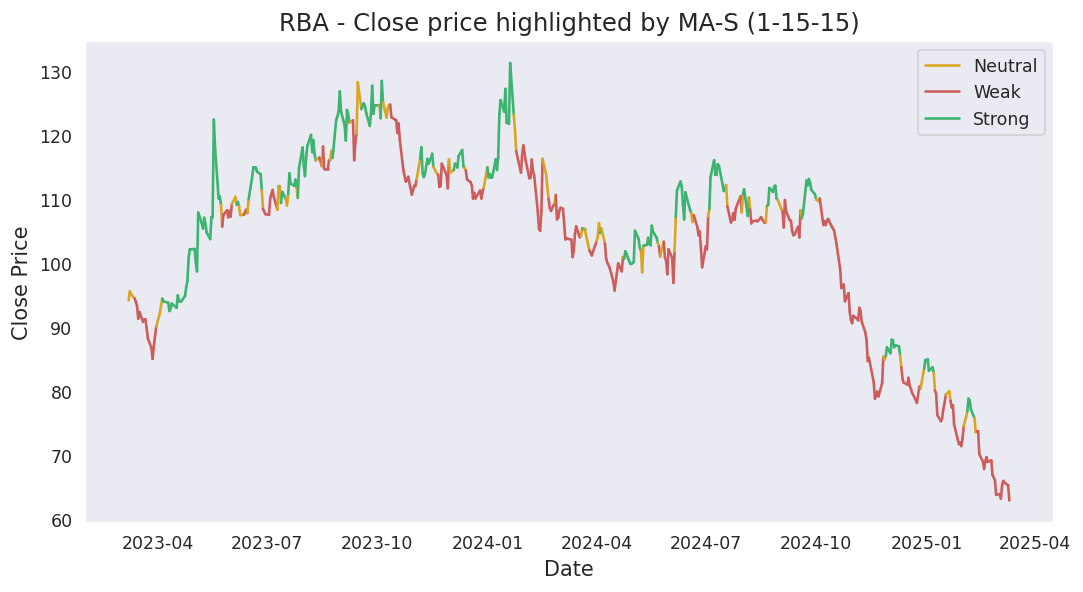 RBA - Close price highlighted by MA-S (1-15-15)
Neutral
Weak
Strong
Close Price
130
120
110
100
90
80
70
60
2023-04 2023-07 2023-10 2024-01 2024-04 2024-07 2024-10 2025-01 2025-04
Date